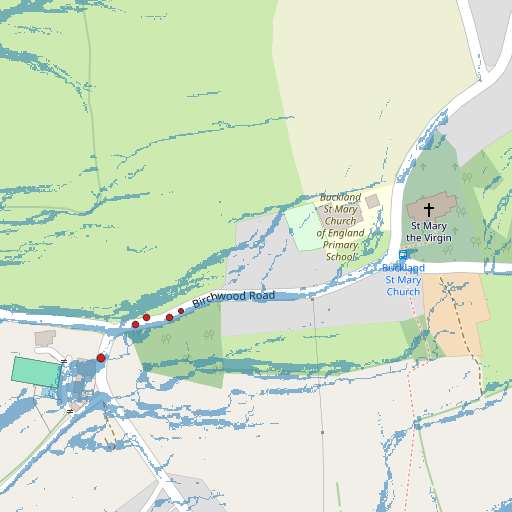 Buckland
St Mary
Church
of England
Primary
School
St Mary
the Virgin
Buckland
St Mary
Church
Birchwood Road